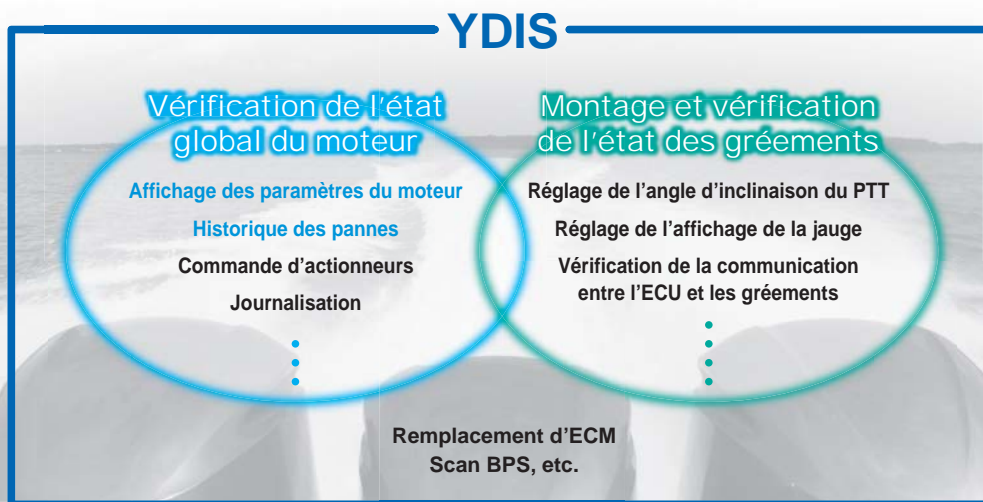 YDIS
Vérification de l'état
global du moteur
Affichage des paramètres du moteur
Historique des pannes
Commande d'actionneurs
Journalisation
Montage et vérification
de l'état des gréements
Réglage de l'angle d'inclinaison du PTT
Réglage de l'affichage de la jauge
Vérification de la communication
entre l'ECU et les gréements
Remplacement d'ECM
Scan BPS, etc.